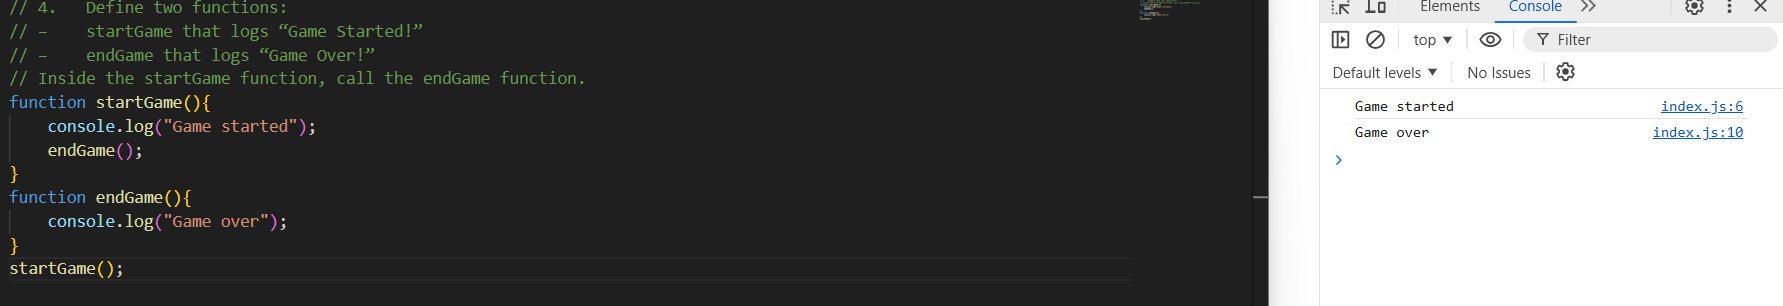 // 4.   Define two functions:
// –    startGame that logs “Game Started!”
// –    endGame that logs “Game Over!”
// Inside the startGame function, call the endGame function.
function startGame(){
    console.log("Game started");
    endGame();
}
function endGame(){
    console.log("Game over");
}
startGame();
Elements Console
top Filter
Default levels No Issues
Game started index.js:6
Game over index.js:10